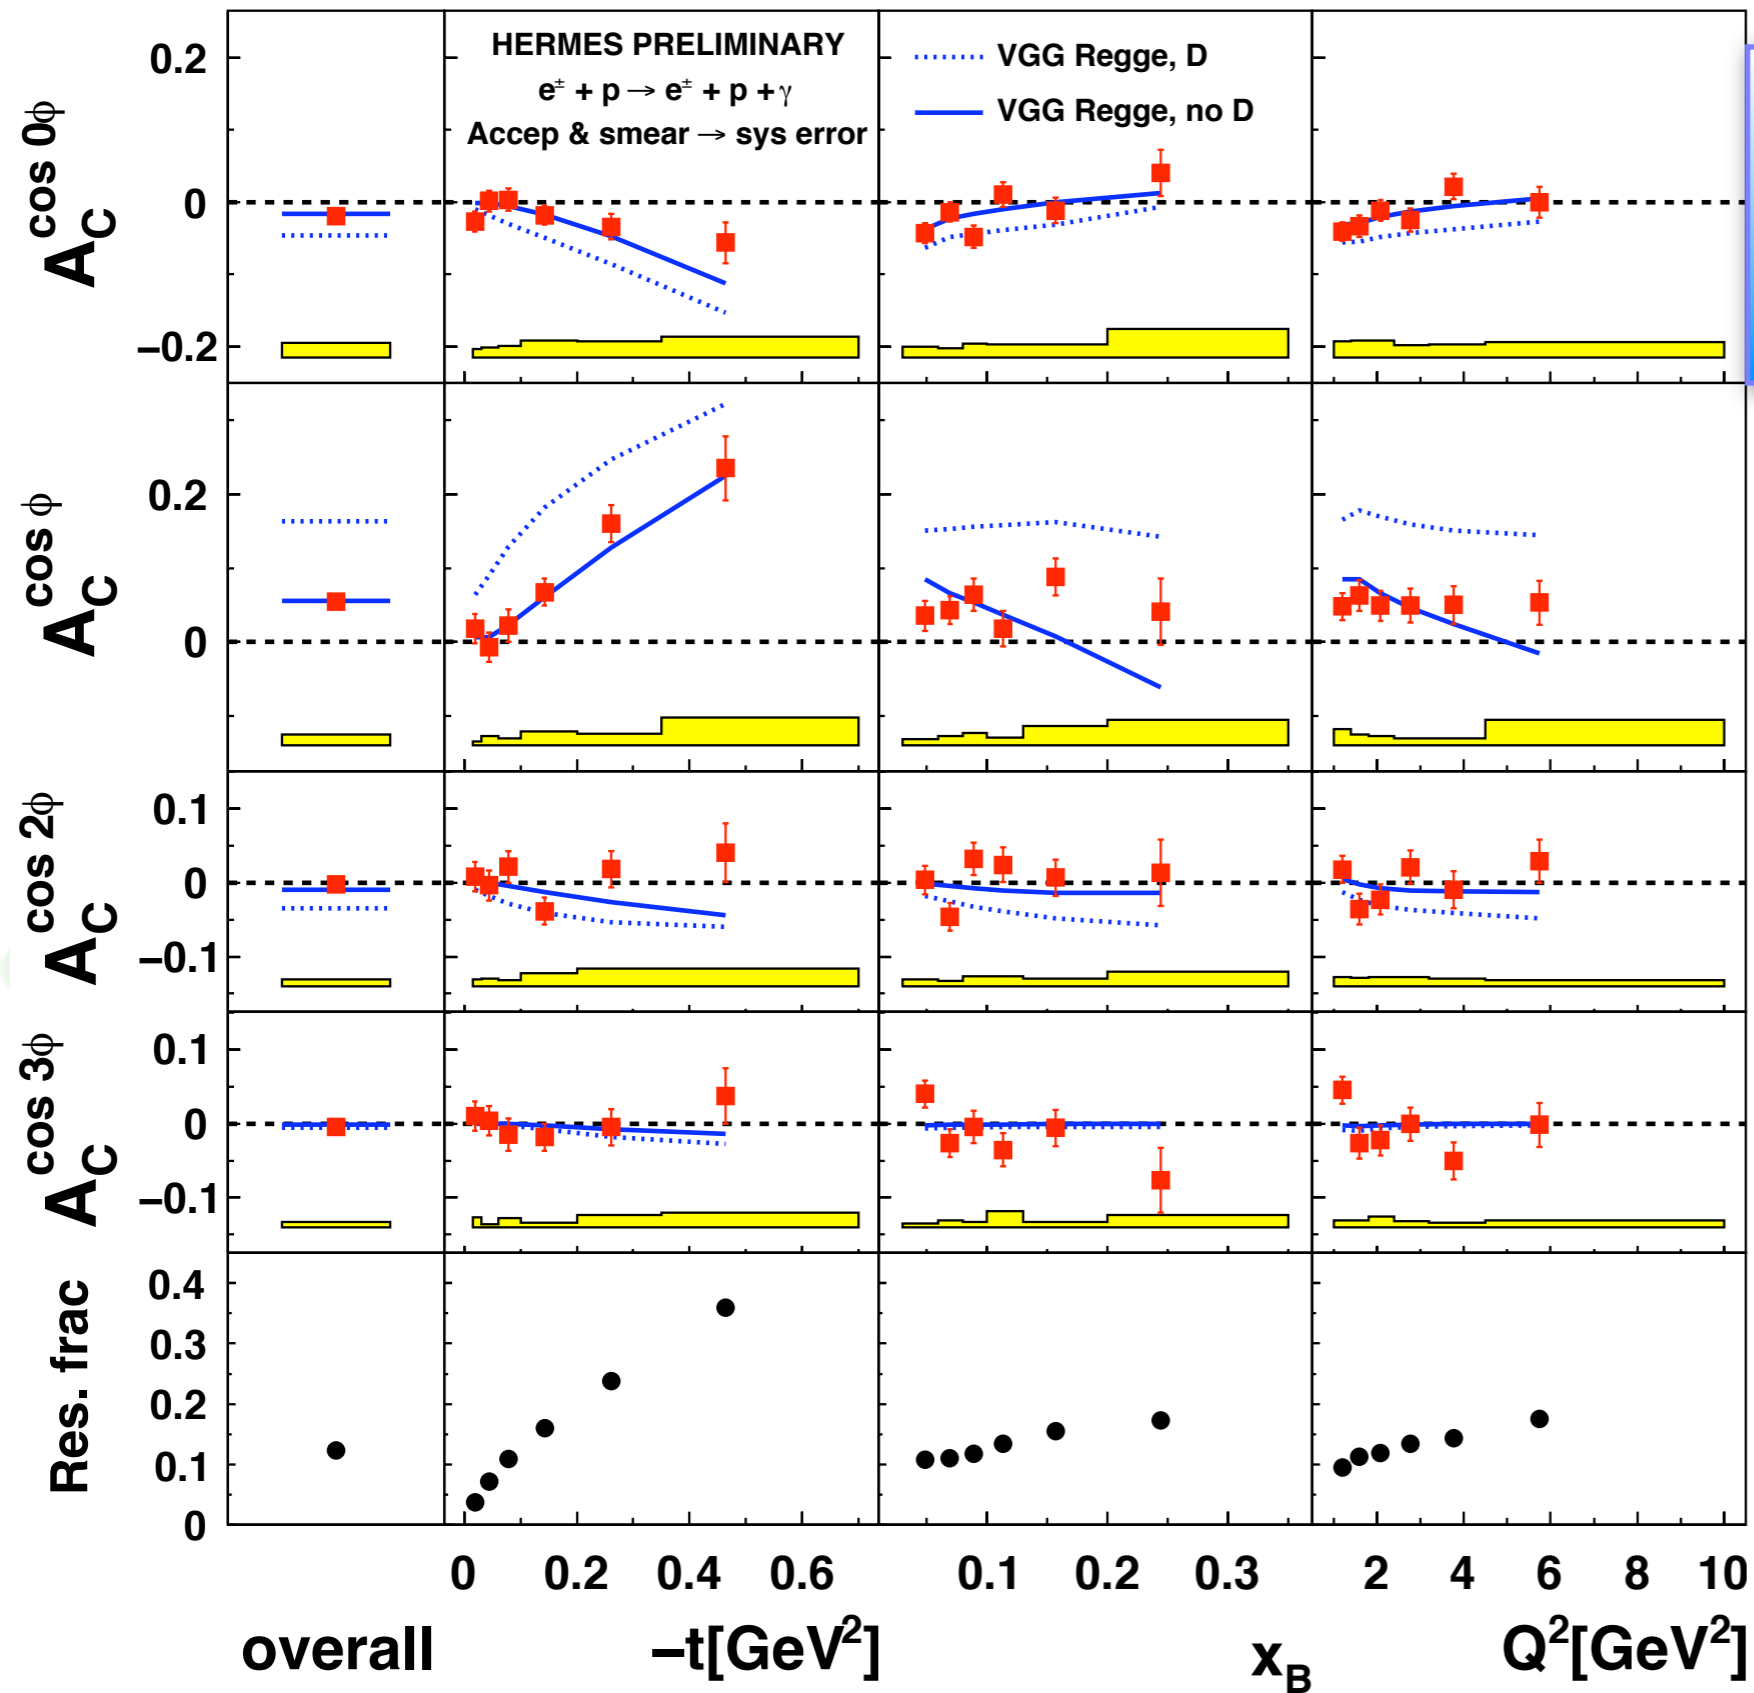 HERMES PRELIMINARY
e± + p → e± + p + γ
Accep & smear → sys error
VGG Regge, D
VGG Regge, no D
A_C^cos 0ϕ
0.2
0
−0.2
A_C^cos ϕ
0.2
0
A_C^cos 2ϕ
0.1
0
−0.1
A_C^cos 3ϕ
0.1
0
−0.1
Res. frac
0.4
0.3
0.2
0.1
0
0 0.2 0.4 0.6 0.1 0.2 0.3 2 4 6 8 10
overall −t[GeV²] x_B Q²[GeV²]